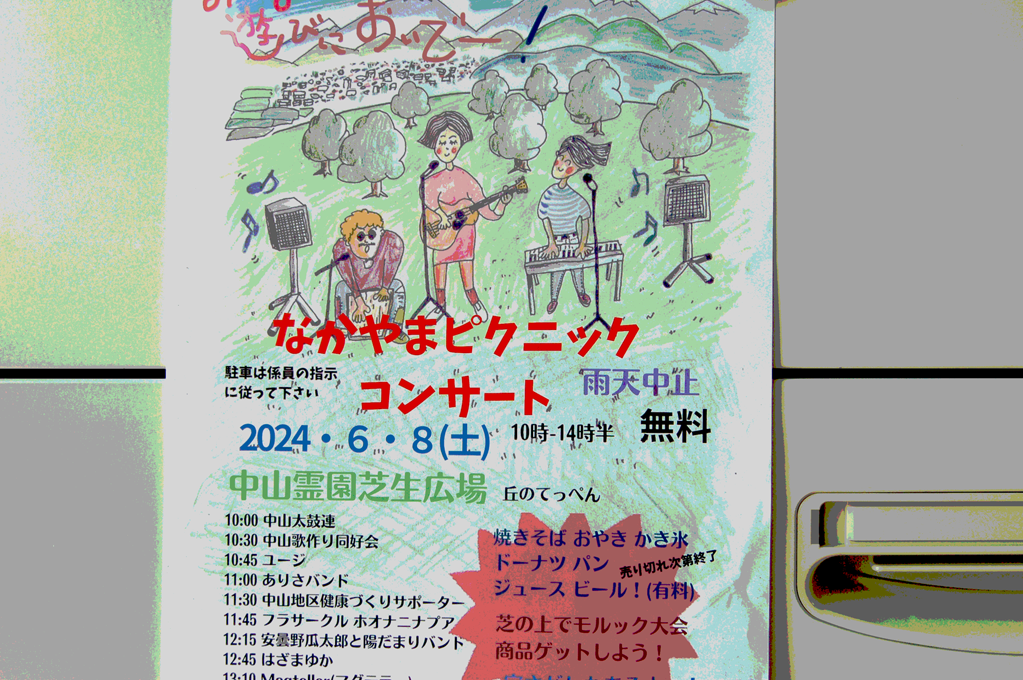 遊びにおいでー！
なかやまピクニック
コンサート
駐車は係員の指示
に従って下さい
雨天中止
2024・6・8(土)
10時-14時半
無料
中山霊園芝生広場
丘のてっぺん
10:00 中山太鼓連
10:30 中山歌作り同好会
10:45 ユージ
11:00 ありさバンド
11:30 中山地区健康づくりサポーター
11:45 フラサークル ホオナニナプア
12:15 安曇野瓜太郎と陽だまりバンド
12:45 はざまゆか
焼きそば おやき かき氷
ドーナツ パン
売り切れ次第終了
ジュース ビール！(有料)
芝の上でモルック大会
商品ゲットしよう！